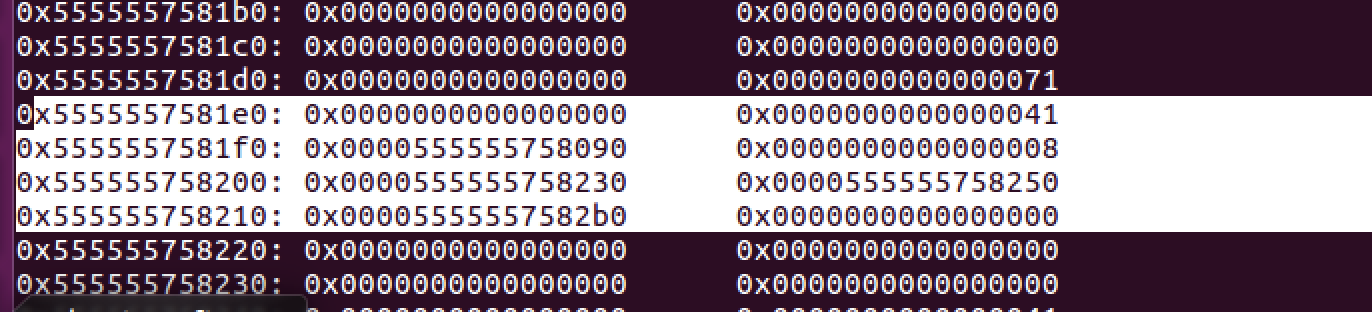 0x5555557581b0: 0x0000000000000000 0x0000000000000000
0x5555557581c0: 0x0000000000000000 0x0000000000000000
0x5555557581d0: 0x0000000000000000 0x0000000000000071
0x5555557581e0: 0x0000000000000000 0x0000000000000041
0x5555557581f0: 0x0000555555758090 0x0000000000000008
0x555555758200: 0x0000555555758230 0x0000555555758250
0x555555758210: 0x00005555557582b0 0x0000000000000000
0x555555758220: 0x0000000000000000 0x0000000000000000
0x555555758230: 0x0000000000000000 0x0000000000000000